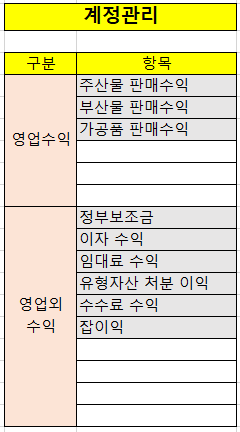 계정관리
구분 항목
영업수익
주산물 판매수익
부산물 판매수익
가공품 판매수익
영업외
수익
정부보조금
이자 수익
임대료 수익
유형자산 처분 이익
수수료 수익
잡이익